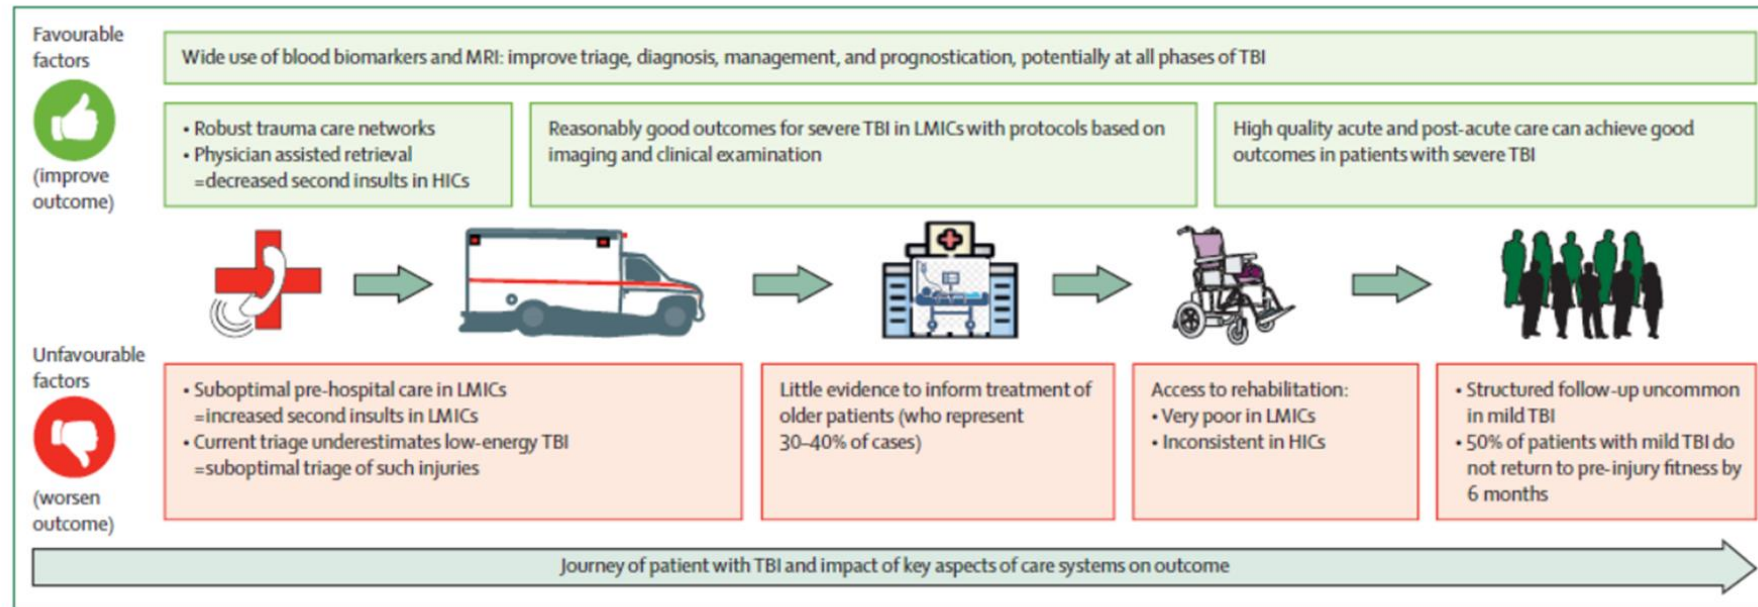 Favourable
factors
(improve
outcome)
Wide use of blood biomarkers and MRI: improve triage, diagnosis, management, and prognostication, potentially at all phases of TBI
• Robust trauma care networks
• Physician assisted retrieval
=decreased second insults in HICs
Reasonably good outcomes for severe TBI in LMICs with protocols based on
imaging and clinical examination
High quality acute and post-acute care can achieve good
outcomes in patients with severe TBI
Unfavourable
factors
(worsen
outcome)
• Suboptimal pre-hospital care in LMICs
=increased second insults in LMICs
• Current triage underestimates low-energy TBI
=suboptimal triage of such injuries
Little evidence to inform treatment of
older patients (who represent
30–40% of cases)
Access to rehabilitation:
• Very poor in LMICs
• Inconsistent in HICs
• Structured follow-up uncommon
in mild TBI
• 50% of patients with mild TBI do
not return to pre-injury fitness by
6 months
Journey of patient with TBI and impact of key aspects of care systems on outcome